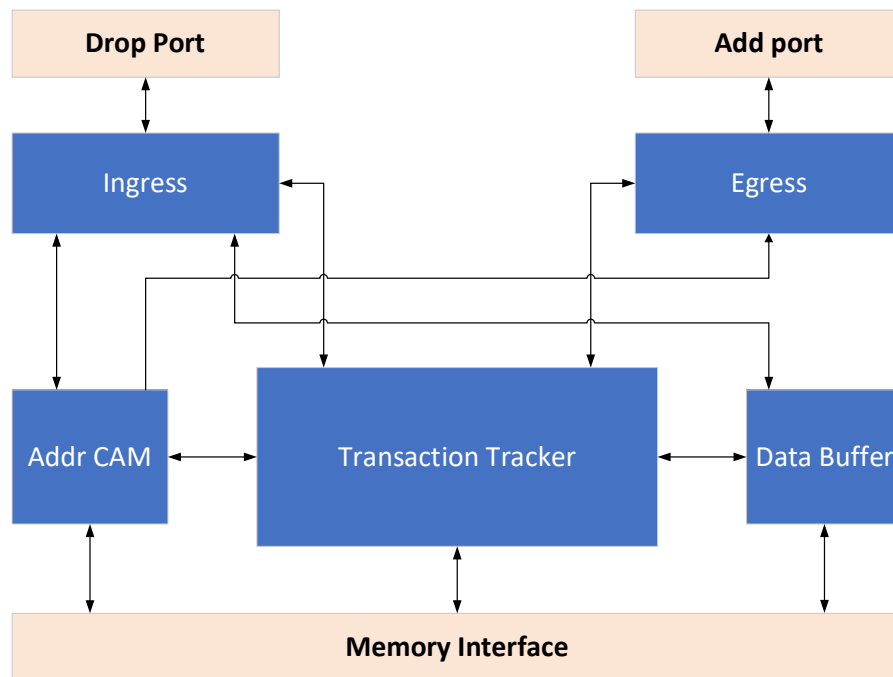 Drop Port
Add port
Ingress
Egress
Addr CAM
Transaction Tracker
Data Buffer
Memory Interface